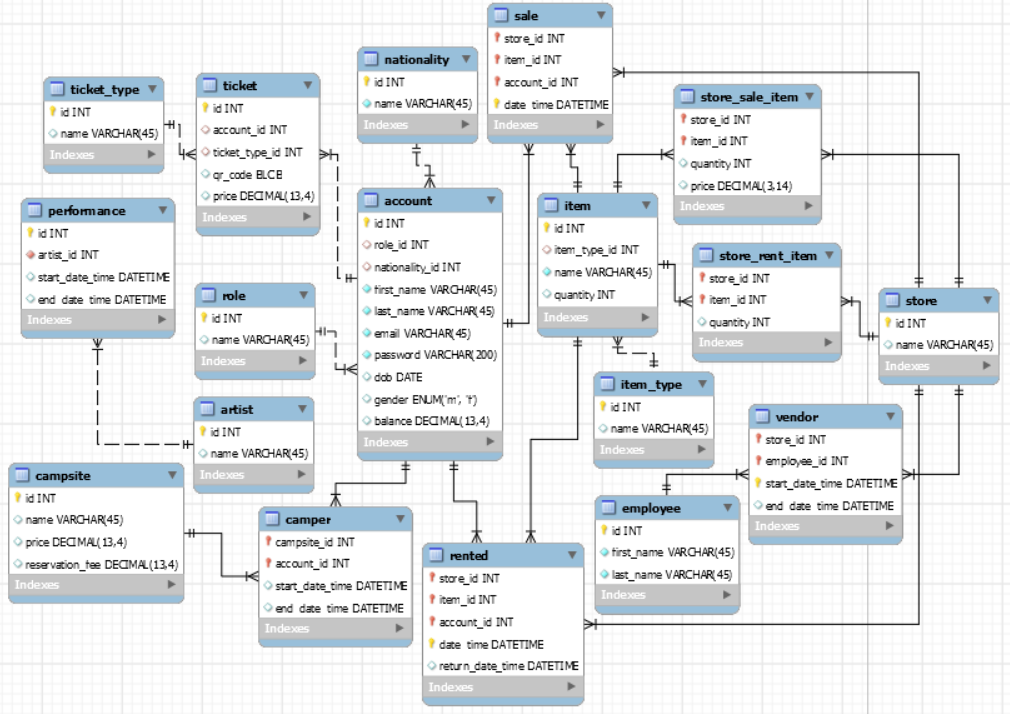 sale
store_id INT
item_id INT
account_id INT
date_time DATETIME
Indexes
nationality
id INT
name VARCHAR(45)
Indexes
ticket_type
id INT
name VARCHAR(45)
Indexes
ticket
id INT
account_id INT
ticket_type_id INT
qr_code BLOB
price DECIMAL(13,4)
Indexes
store_sale_item
store_id INT
item_id INT
quantity INT
price DECIMAL(3,14)
Indexes
performance
id INT
artist_id INT
start_date_time DATETIME
end_date_time DATETIME
Indexes
account
id INT
role_id INT
nationality_id INT
first_name VARCHAR(45)
last_name VARCHAR(45)
email VARCHAR(45)
password VARCHAR(200)
dob DATE
gender ENUM('m', 'f')
balance DECIMAL(13,4)
Indexes
item
id INT
item_type_id INT
name VARCHAR(45)
quantity INT
Indexes
store_rent_item
store_id INT
item_id INT
quantity INT
Indexes
role
id INT
name VARCHAR(45)
Indexes
store
id INT
name VARCHAR(45)
Indexes
item_type
id INT
name VARCHAR(45)
Indexes
artist
id INT
name VARCHAR(45)
Indexes
vendor
store_id INT
employee_id INT
start_date_time DATETIME
end_date_time DATETIME
Indexes
campsite
id INT
name VARCHAR(45)
price DECIMAL(13,4)
reservation_fee DECIMAL(13,4)
Indexes
camper
campsite_id INT
account_id INT
start_date_time DATETIME
end_date_time DATETIME
Indexes
employee
id INT
first_name VARCHAR(45)
last_name VARCHAR(45)
Indexes
rented
store_id INT
item_id INT
account_id INT
date_time DATETIME
return_date_time DATETIME
Indexes